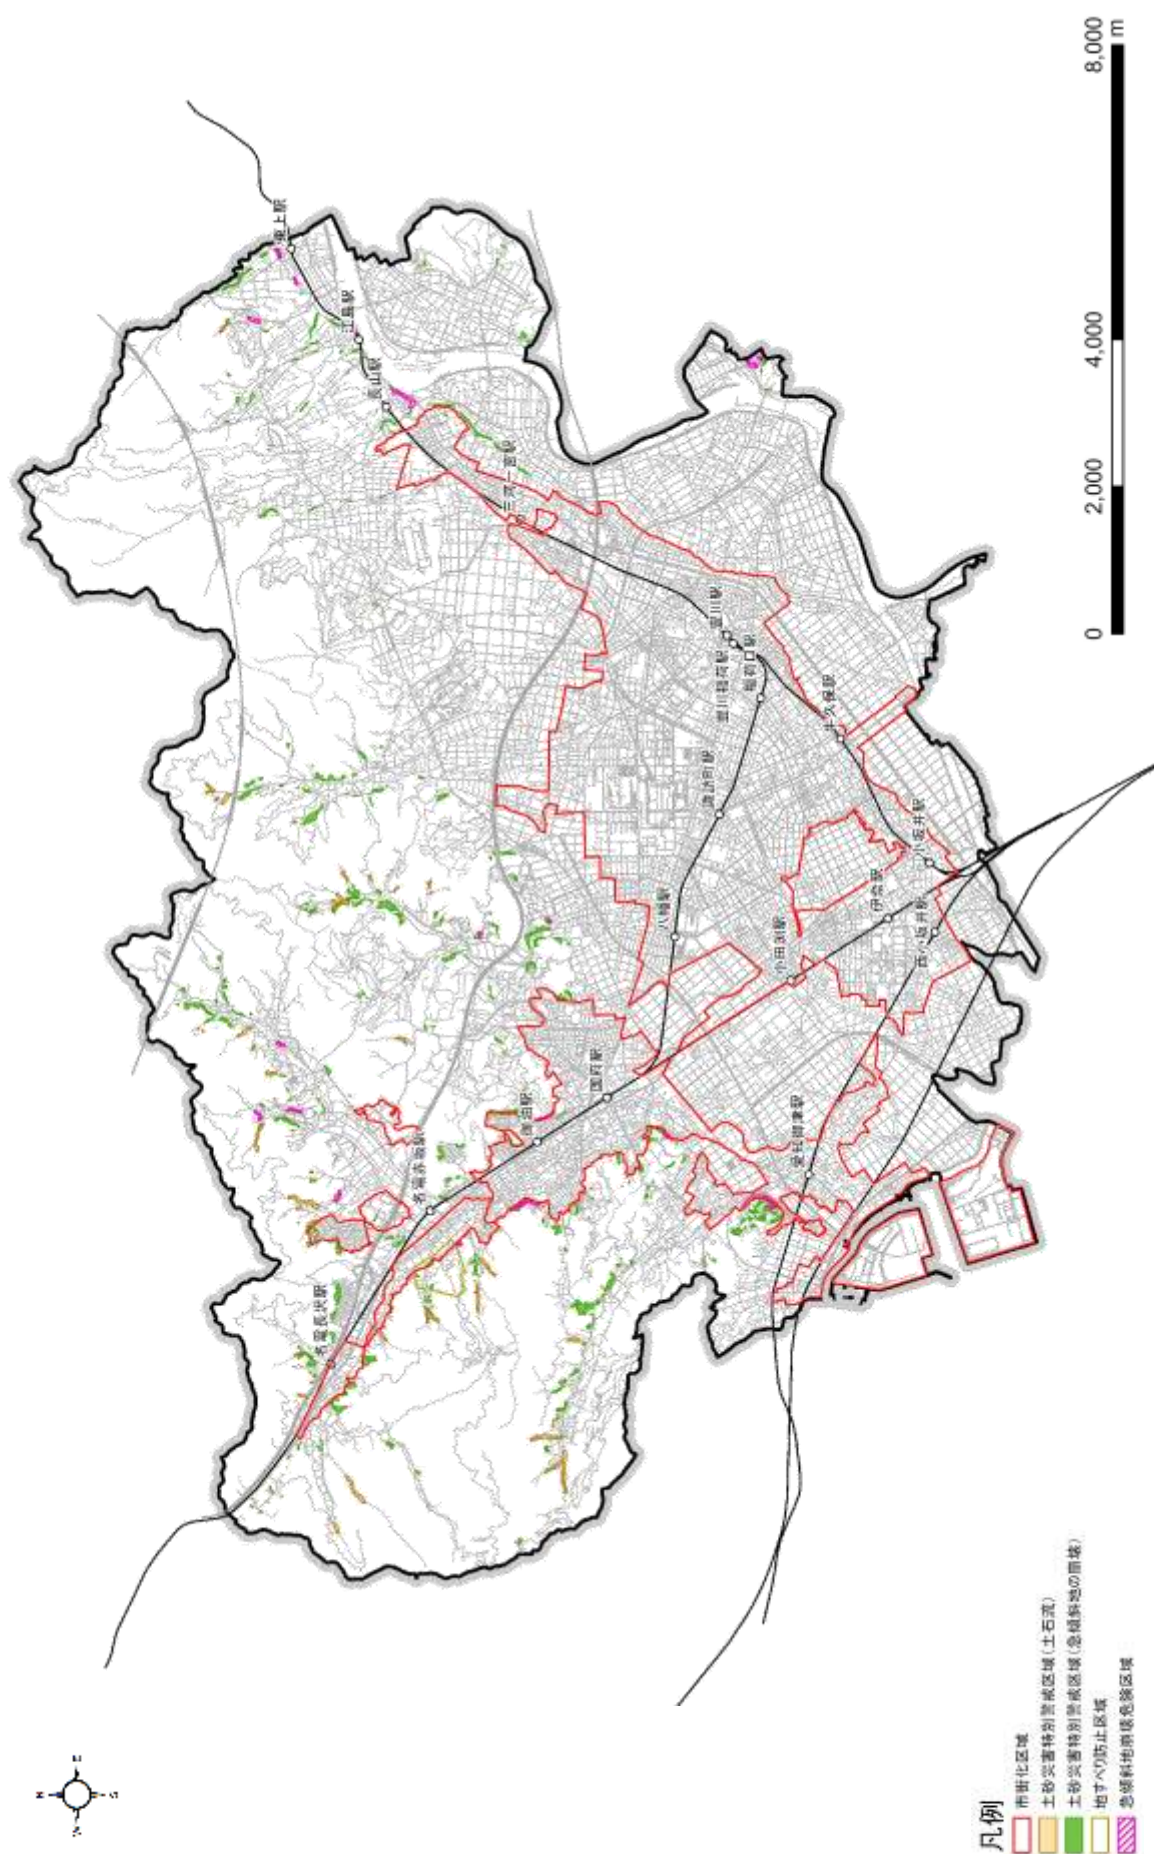 東上駅
江島駅
長山駅
三河一宮駅
豊川駅
豊川稲荷駅
稲荷口駅
牛久保駅
諏訪町駅
小坂井駅
八幡駅
伊奈駅
西小坂井駅
小田渕駅
国府駅
御油駅
愛知御津駅
名電赤坂駅
名電長沢駅
N
E
S
W
0
2,000
4,000
8,000
m
凡例
市街化区域
土砂災害特別警戒区域(土石流)
土砂災害特別警戒区域(急傾斜地の崩壊)
地すべり防止区域
急傾斜地崩壊危険区域